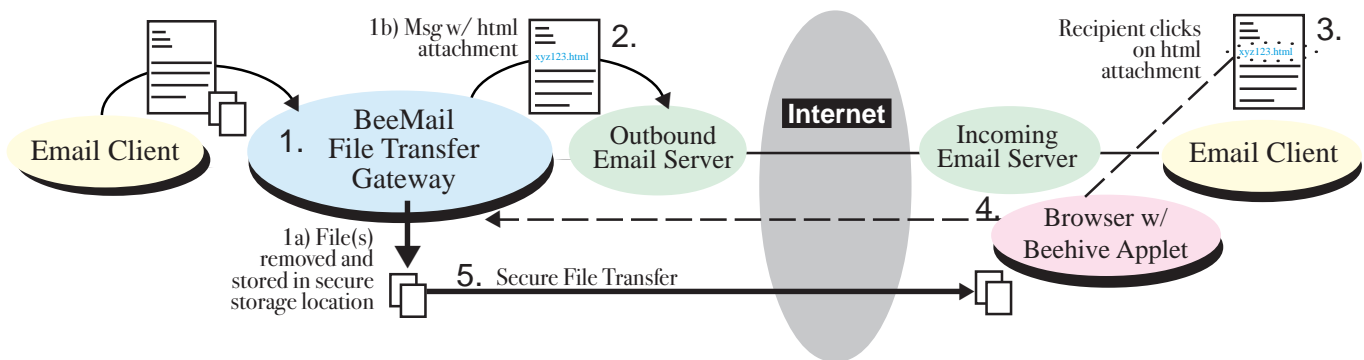 1b) Msg w/ html
attachment
2.
xyz123.html
Recipient clicks
on html
attachment
3.
xyz123.html
Email Client
1.
BeeMail
File Transfer
Gateway
Outbound
Email Server
Internet
Incoming
Email Server
Email Client
4.
Browser w/
Beehive Applet
1a) File(s)
removed and
stored in secure
storage location
5. Secure File Transfer